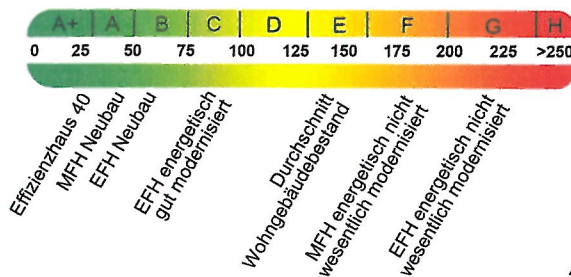 A+ A B C D E F G H
0 25 50 75 100 125 150 175 200 225 >250
Effizienzhaus 40
MFH Neubau
EFH Neubau
EFH energetisch
gut modernisiert
Durchschnitt
Wohngebäudebestand
MFH energetisch nicht
wesentlich modernisiert
EFH energetisch nicht
wesentlich modernisiert